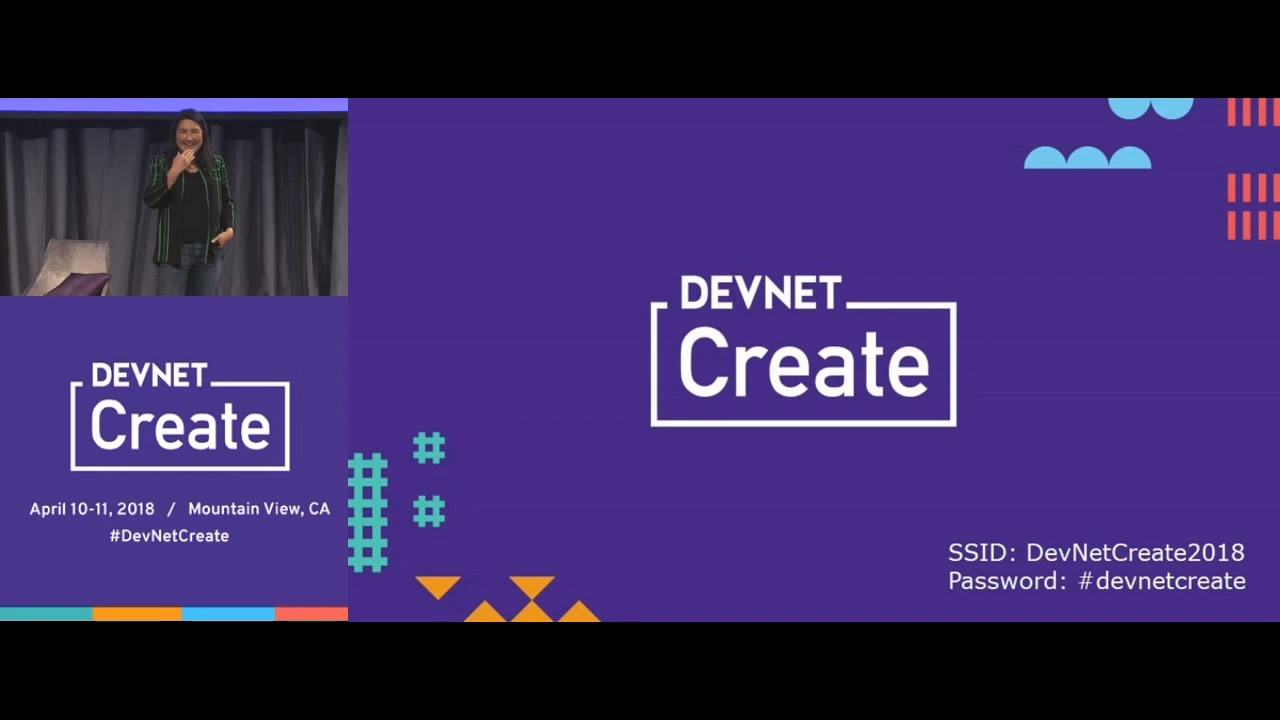 DEVNET
Create
April 10-11, 2018 / Mountain View, CA
#DevNetCreate
DEVNET
Create
SSID: DevNetCreate2018
Password: #devnetcreate